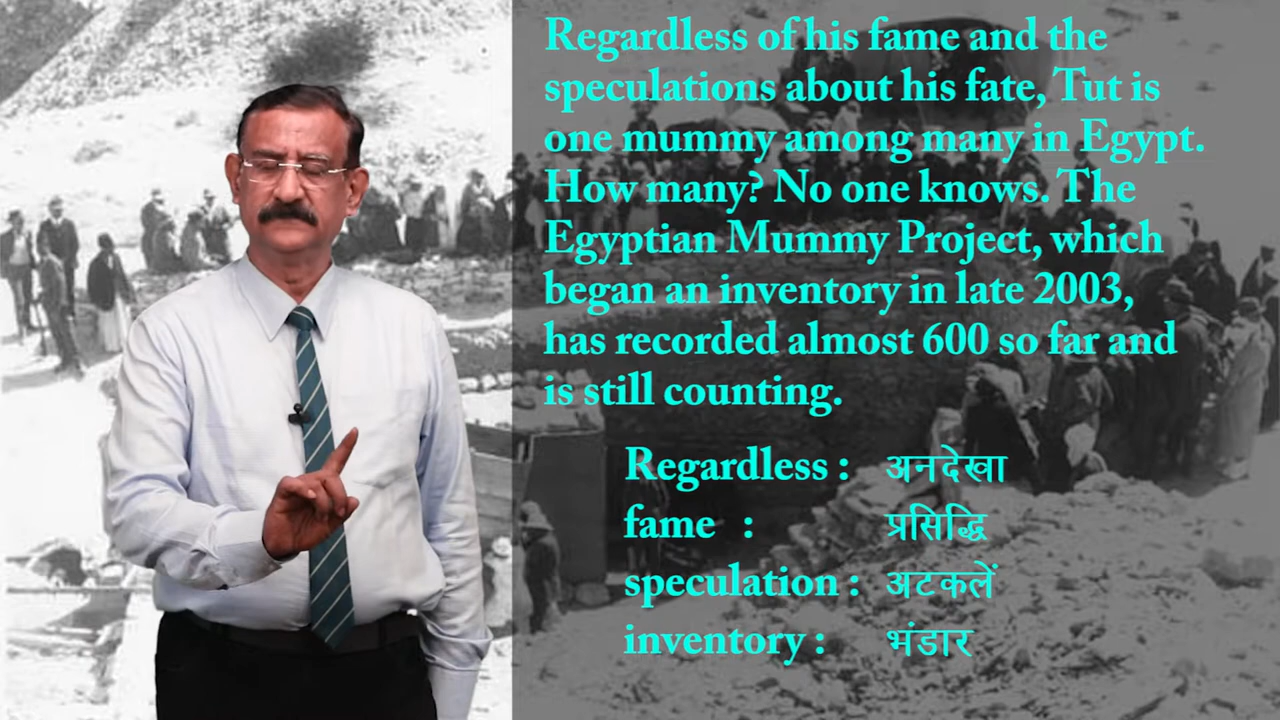 Regardless of his fame and the
speculations about his fate, Tut is
one mummy among many in Egypt.
How many? No one knows. The
Egyptian Mummy Project, which
began an inventory in late 2003,
has recorded almost 600 so far and
is still counting.
Regardless : अनदेखा
fame : प्रसिद्धि
speculation : अटकलें
inventory : भंडार